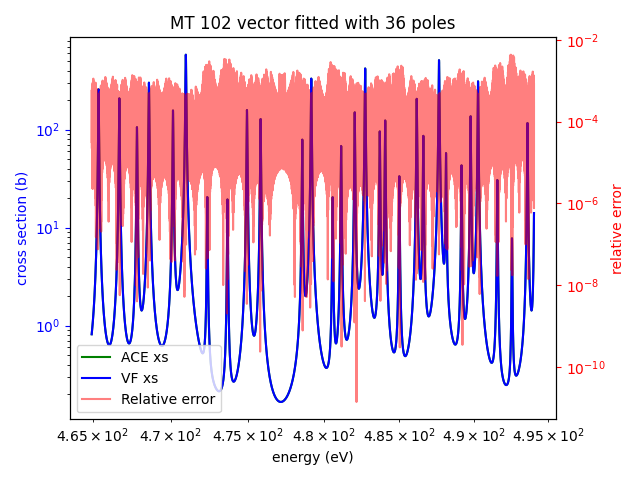 MT 102 vector fitted with 36 poles
10⁻²
10⁻⁴
10⁻⁶
10⁻⁸
10⁻¹⁰
relative error
10²
10¹
10⁰
cross section (b)
ACE xs
VF xs
Relative error
4.65 × 10² 4.7 × 10² 4.75 × 10² 4.8 × 10² 4.85 × 10² 4.9 × 10² 4.95 × 10²
energy (eV)